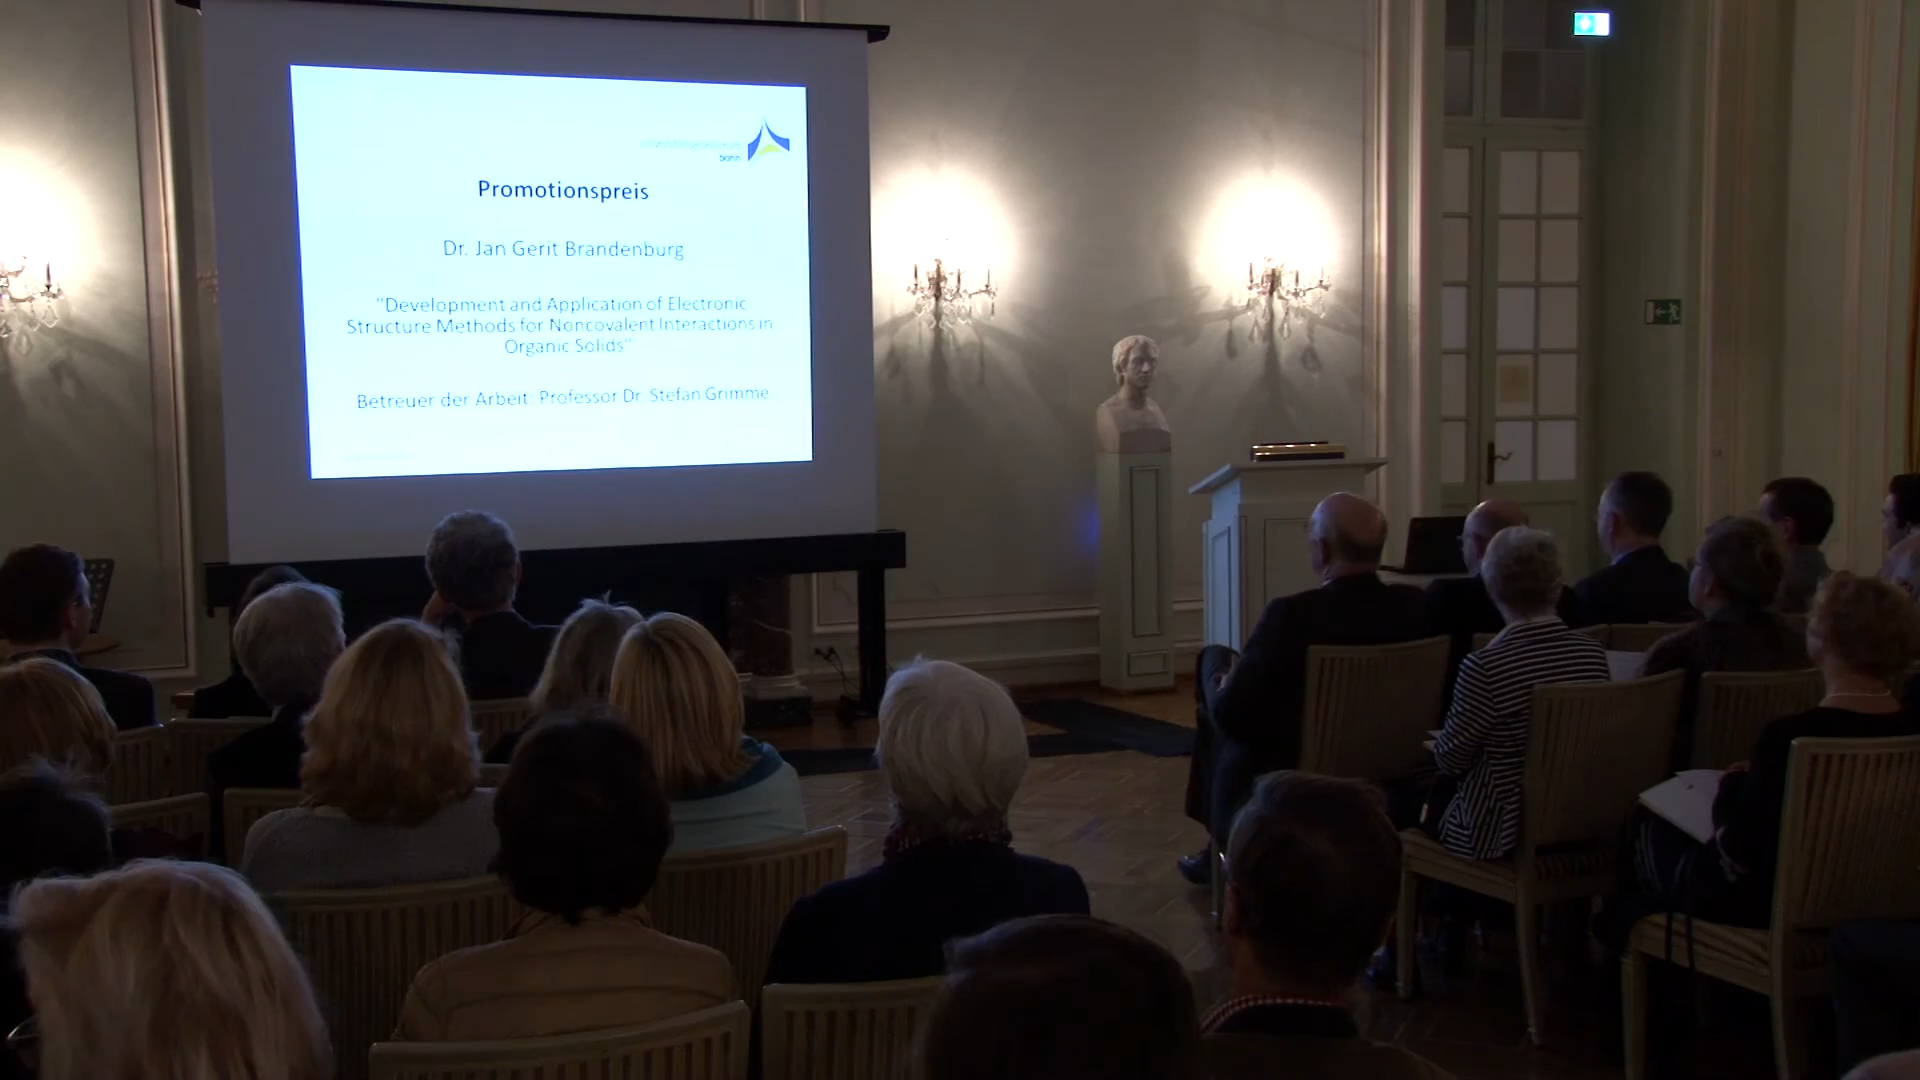 bonn
Promotionspreis
Dr. Jan Gerit Brandenburg
"Development and Application of Electronic
Structure Methods for Noncovalent Interactions in
Organic Solids"
Betreuer der Arbeit: Professor Dr. Stefan Grimme